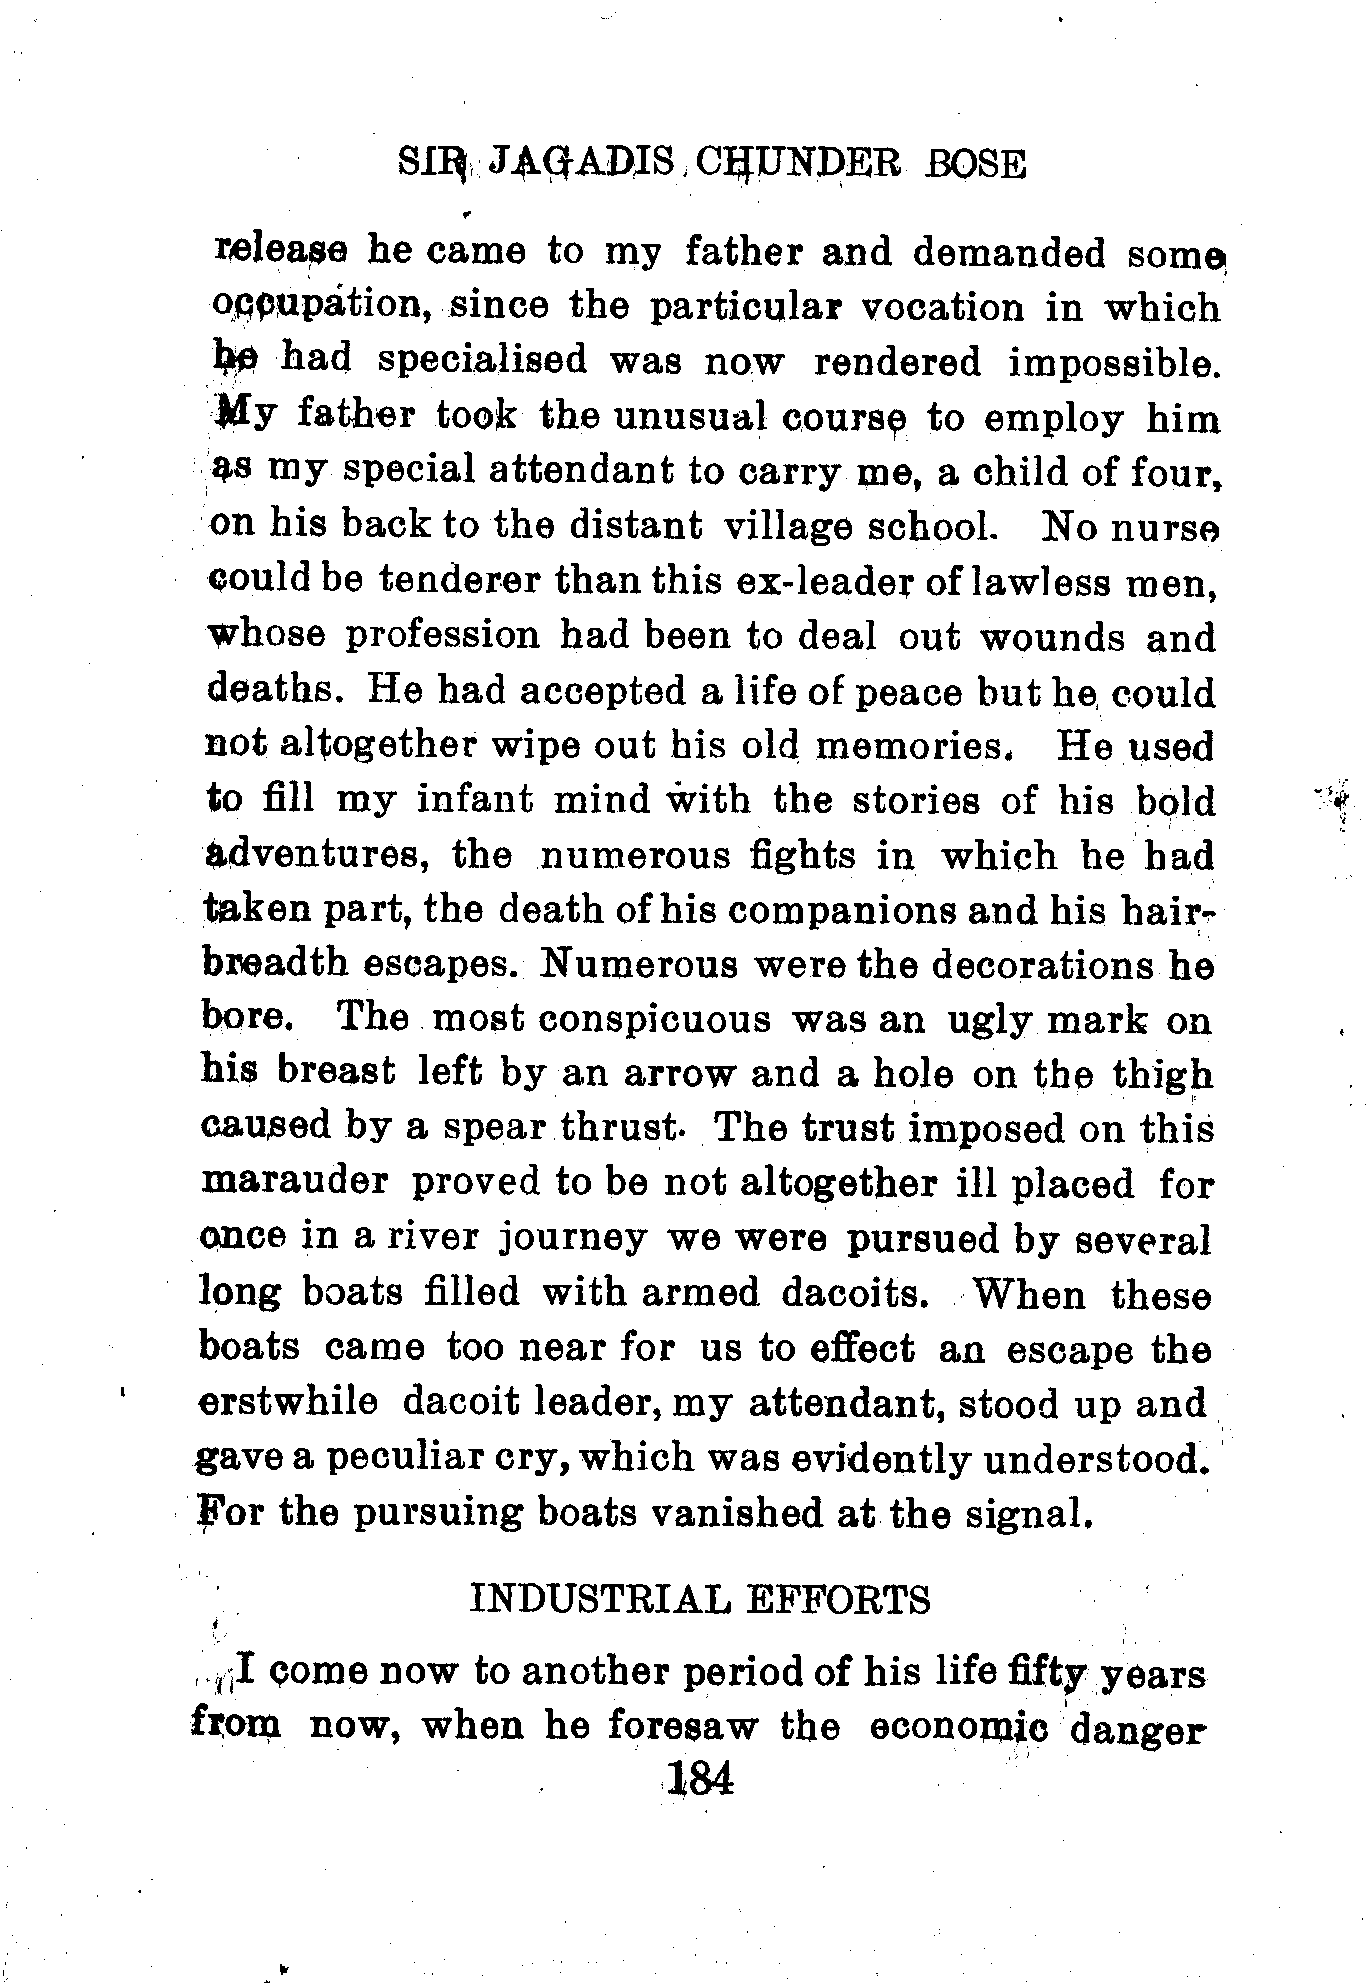 SIR JAGADIS CHUNDER BOSE
release he came to my father and demanded some
occupation, since the particular vocation in which
he had specialised was now rendered impossible.
My father took the unusual course to employ him
as my special attendant to carry me, a child of four,
on his back to the distant village school. No nurse
could be tenderer than this ex-leader of lawless men,
whose profession had been to deal out wounds and
deaths. He had accepted a life of peace but he could
not altogether wipe out his old memories. He used
to fill my infant mind with the stories of his bold
adventures, the numerous fights in which he had
taken part, the death of his companions and his hair-
breadth escapes. Numerous were the decorations he
bore. The most conspicuous was an ugly mark on
his breast left by an arrow and a hole on the thigh
caused by a spear thrust. The trust imposed on this
marauder proved to be not altogether ill placed for
once in a river journey we were pursued by several
long boats filled with armed dacoits. When these
boats came too near for us to effect an escape the
erstwhile dacoit leader, my attendant, stood up and
gave a peculiar cry, which was evidently understood.
For the pursuing boats vanished at the signal.
INDUSTRIAL EFFORTS
I come now to another period of his life fifty years
from now, when he foresaw the economic danger
184